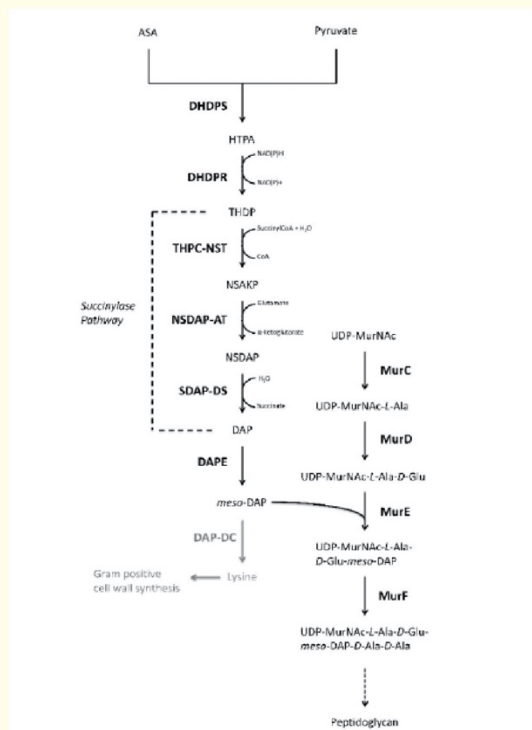 ASA
Pyruvate
DHDPS
HTPA
NAD(P)H
DHDPR
NAD(P)+
THDP
SuccinylCoA + H₂O
THPC-NST
CoA
NSAKP
Succinylase
Pathway
Glutamate
NSDAP-AT
α-ketoglutarate
NSDAP
H₂O
SDAP-DS
Succinate
DAP
DAPE
meso-DAP
DAP-DC
Lysine
Gram positive
cell wall synthesis
UDP-MurNAc
MurC
UDP-MurNAc-L-Ala
MurD
UDP-MurNAc-L-Ala-D-Glu
MurE
UDP-MurNAc-L-Ala-
D-Glu-meso-DAP
MurF
UDP-MurNAc-L-Ala-D-Glu-
meso-DAP-D-Ala-D-Ala
Peptidoglycan